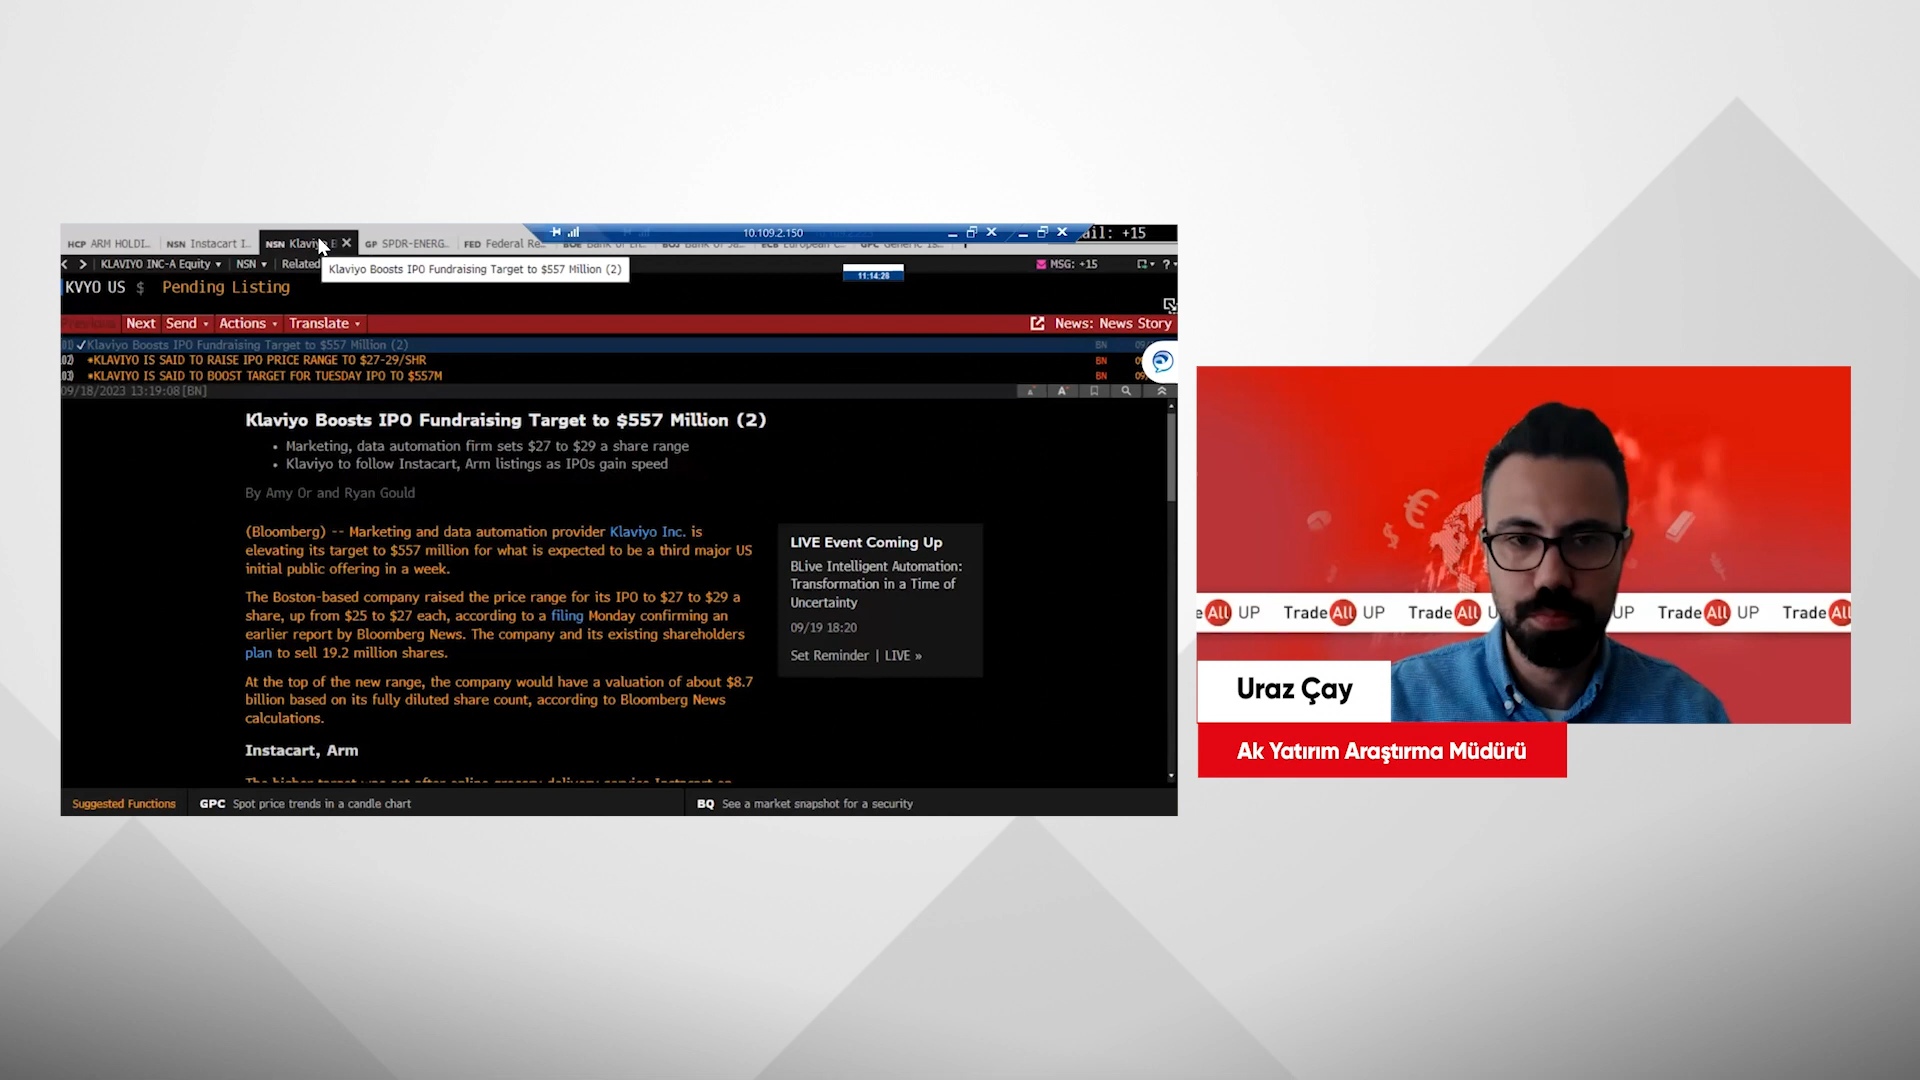 HCP ARM HOLDI... NSN Instacart I... NSN Klaviyo B GP SPDR-ENERG... FED Federal Re...
10.109.2.150
ail: +15
KLAVIYO INC-A Equity NSN Related
Klaviyo Boosts IPO Fundraising Target to $557 Million (2)
11:14:28
MSG: +15
?
KVYO US $ Pending Listing
Next Send Actions Translate News: News Story
01) ✓Klaviyo Boosts IPO Fundraising Target to $557 Million (2) BN
02) *KLAVIYO IS SAID TO RAISE IPO PRICE RANGE TO $27-29/SHR BN
03) *KLAVIYO IS SAID TO BOOST TARGET FOR TUESDAY IPO TO $557M BN
09/18/2023 13:19:08[BN]
Klaviyo Boosts IPO Fundraising Target to $557 Million (2)
• Marketing, data automation firm sets $27 to $29 a share range
• Klaviyo to follow Instacart, Arm listings as IPOs gain speed
By Amy Or and Ryan Gould
(Bloomberg) -- Marketing and data automation provider Klaviyo Inc. is
elevating its target to $557 million for what is expected to be a third major US
initial public offering in a week.
The Boston-based company raised the price range for its IPO to $27 to $29 a
share, up from $25 to $27 each, according to a filing Monday confirming an
earlier report by Bloomberg News. The company and its existing shareholders
plan to sell 19.2 million shares.
At the top of the new range, the company would have a valuation of about $8.7
billion based on its fully diluted share count, according to Bloomberg News
calculations.
Instacart, Arm
LIVE Event Coming Up
BLive Intelligent Automation:
Transformation in a Time of
Uncertainty
09/19 18:20
Set Reminder | LIVE »
Suggested Functions GPC Spot price trends in a candle chart BQ See a market snapshot for a security
e All UP Trade All UP Trade All U UP Trade All UP Trade All
Uraz Çay
Ak Yatırım Araştırma Müdürü